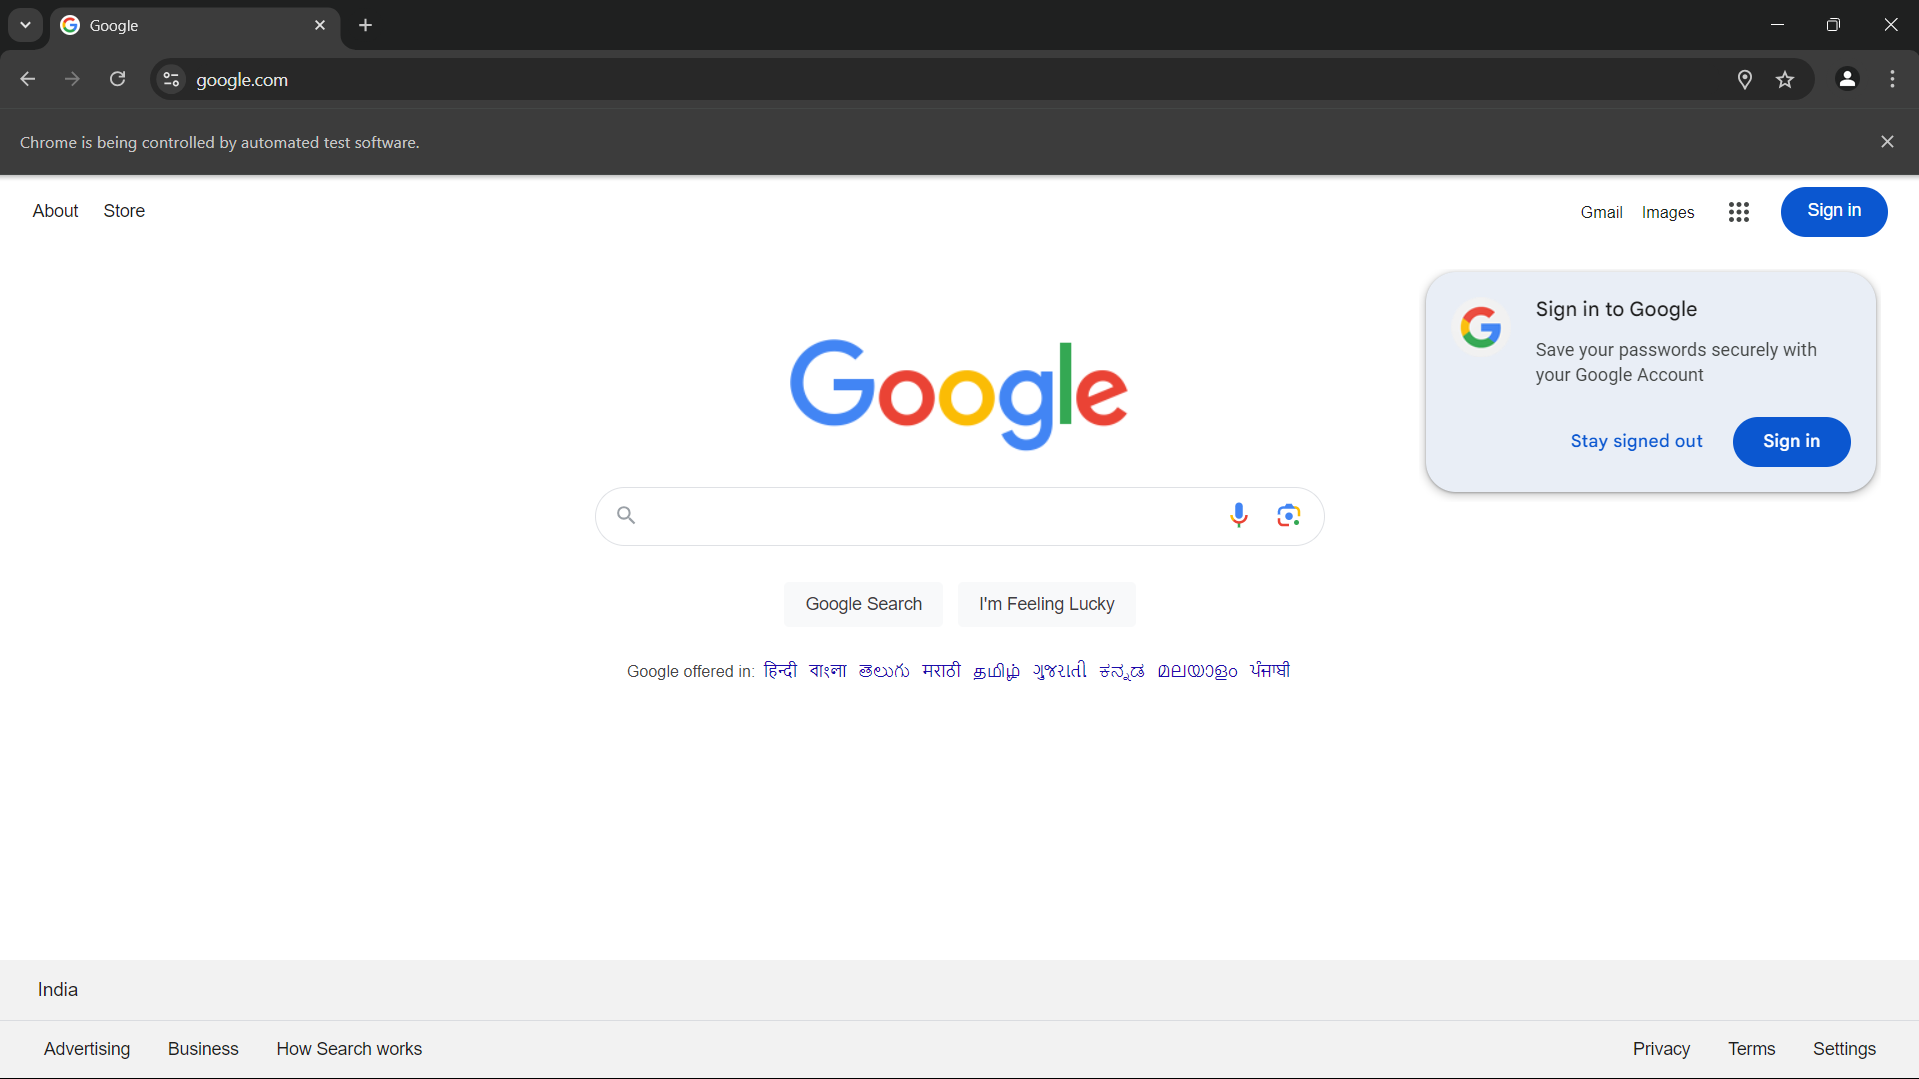 Google
google.com
Chrome is being controlled by automated test software.
About Store
Gmail Images Sign in
Sign in to Google
Save your passwords securely with
your Google Account
Stay signed out Sign in
Google
Google Search I'm Feeling Lucky
Google offered in: हिन्दी বাংলা తెలుగు मराठी தமிழ் ગુજરાતી ಕನ್ನಡ മലയാളം ਪੰਜਾਬੀ
India
Advertising Business How Search works
Privacy Terms Settings